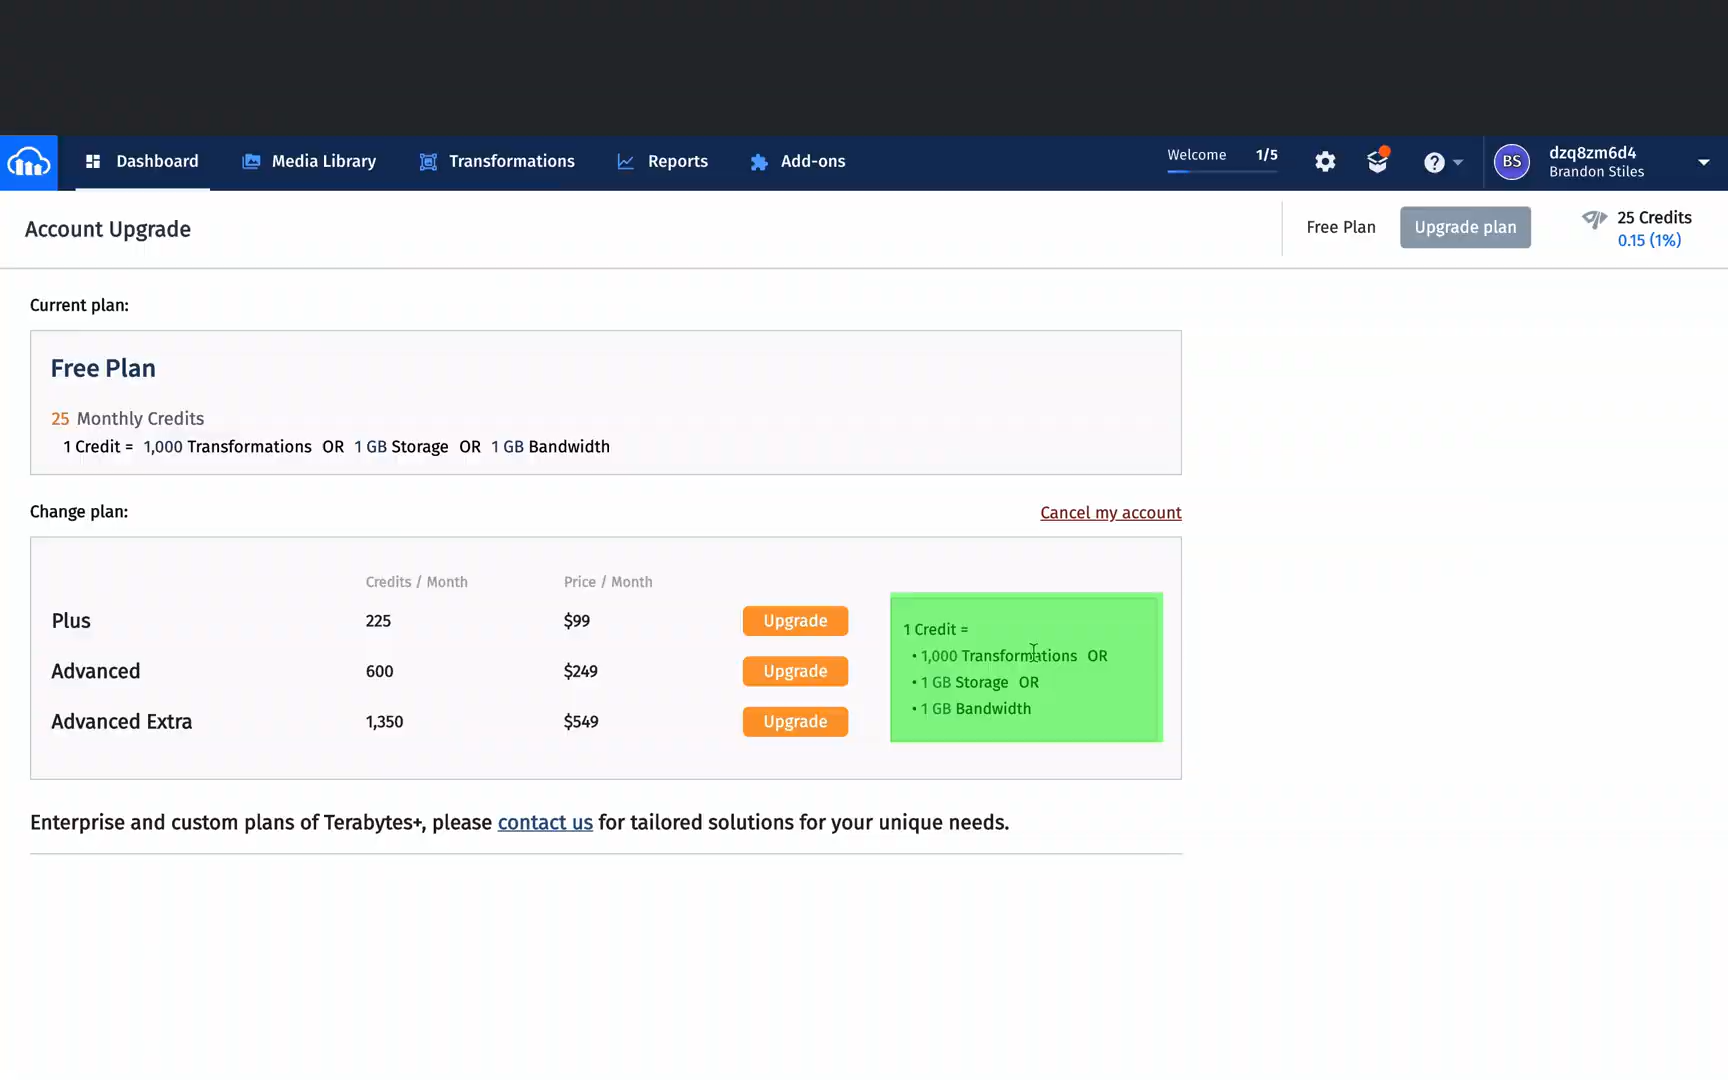 Dashboard Media Library Transformations Reports Add-ons Welcome 1/5 BS dzq8zm6d4
Brandon Stiles
Account Upgrade Free Plan Upgrade plan 25 Credits
0.15 (1%)
Current plan:
Free Plan
25 Monthly Credits
1 Credit = 1,000 Transformations OR 1 GB Storage OR 1 GB Bandwidth
Change plan: Cancel my account
Credits / Month Price / Month
Plus 225 $99 Upgrade
Advanced 600 $249 Upgrade
Advanced Extra 1,350 $549 Upgrade
1 Credit =
• 1,000 Transformations OR
• 1 GB Storage OR
• 1 GB Bandwidth
Enterprise and custom plans of Terabytes+, please contact us for tailored solutions for your unique needs.